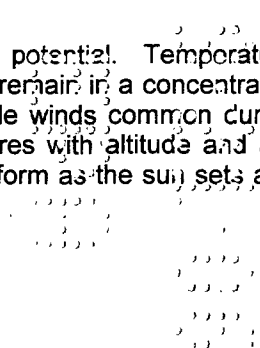 potential. Temperat
remain in a concentra
le winds common dur
res with altitude and
form as the sun sets a